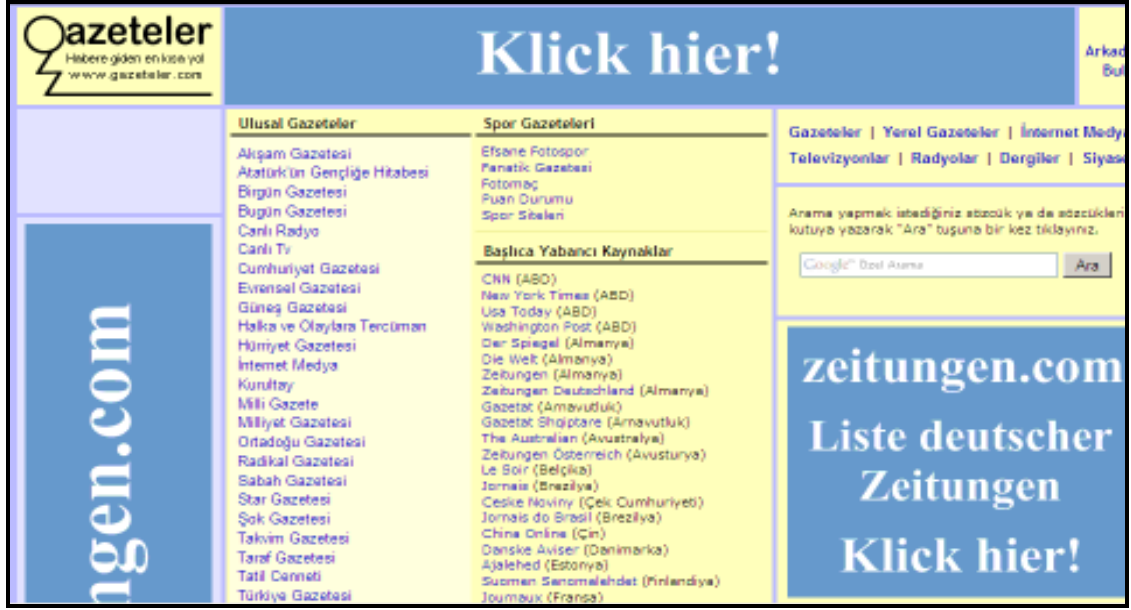 Gazeteler
Habere giden en kısa yol
www.gazeteler.com
Klick hier!
Ulusal Gazeteler
Akşam Gazetesi
Atatürk'ün Gençliğe Hitabesi
Birgün Gazetesi
Bugün Gazetesi
Canlı Radyo
Canlı Tv
Cumhuriyet Gazetesi
Evrensel Gazetesi
Güneş Gazetesi
Halka ve Olaylara Tercüman
Hürriyet Gazetesi
İnternet Medya
Kurultay
Milli Gazete
Milliyet Gazetesi
Ortadoğu Gazetesi
Radikal Gazetesi
Sabah Gazetesi
Star Gazetesi
Şok Gazetesi
Takvim Gazetesi
Taraf Gazetesi
Tatil Cenneti
Türkiye Gazetesi
Spor Gazeteleri
Efsane Fotospor
Fanatik Gazetesi
Fotomaç
Puan Durumu
Spor Siteleri
Başlıca Yabancı Kaynaklar
CNN (ABD)
New York Times (ABD)
Usa Today (ABD)
Washington Post (ABD)
Der Spiegel (Almanya)
Die Welt (Almanya)
Zeitungen (Almanya)
Zeitungen Deutschland (Almanya)
Gazetat (Arnavutluk)
Gazetat Shqiptare (Arnavutluk)
The Australian (Avustralya)
Zeitungen Österreich (Avusturya)
Le Soir (Belçika)
Jornais (Brezilya)
Ceske Noviny (Çek Cumhuriyeti)
Jornais do Brasil (Brezilya)
China Online (Çin)
Danske Aviser (Danimarka)
Ajalehed (Estonya)
Suomen Sanomalehdet (Finlandiya)
Journaux (Fransa)
Arkad
Bul
Gazeteler | Yerel Gazeteler | İnternet Medya
Televizyonlar | Radyolar | Dergiler | Siyase
Arama yapmak istediğiniz sözcük ya da sözcükleri
kutuya yazarak "Ara" tuşuna bir kez tıklayınız.
Google™ Özel Arama
Ara
zeitungen.com
Liste deutscher
Zeitungen
Klick hier!
ngen.com